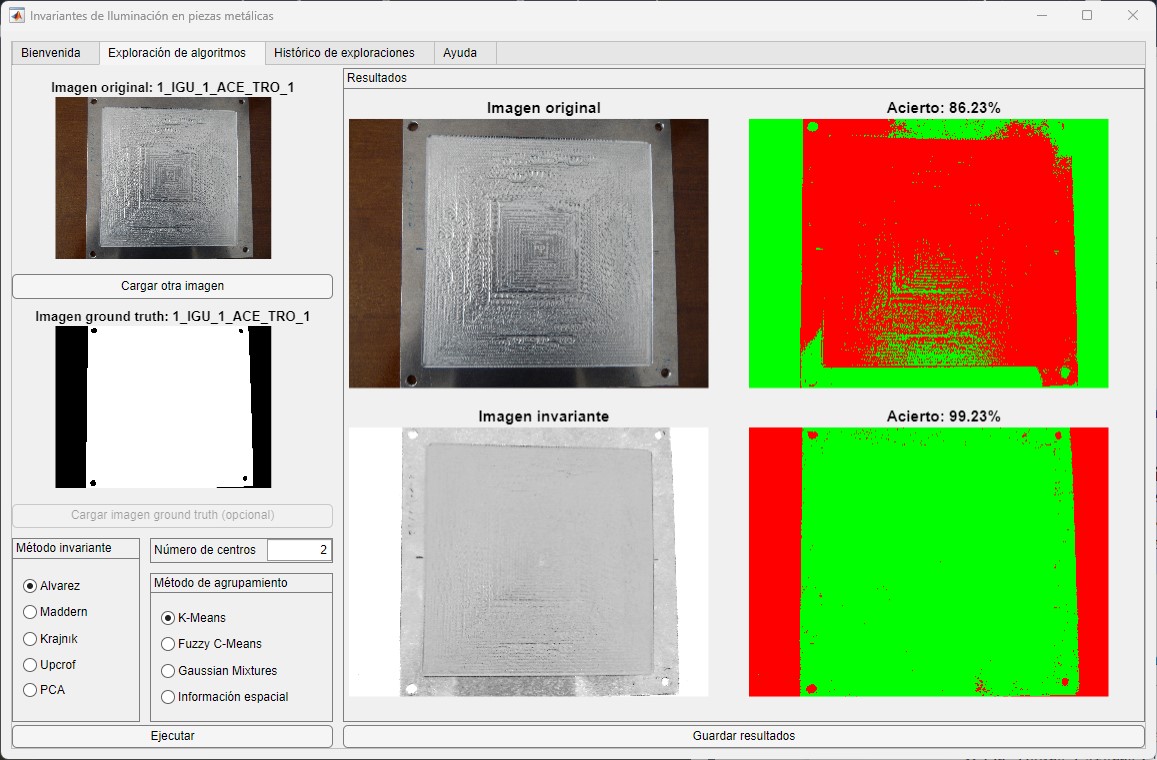 Invariantes de Iluminación en piezas metálicas
Bienvenida
Exploración de algoritmos
Histórico de exploraciones
Ayuda
Imagen original: 1_IGU_1_ACE_TRO_1
Cargar otra imagen
Imagen ground truth: 1_IGU_1_ACE_TRO_1
Cargar imagen ground truth (opcional)
Método invariante
Alvarez
Maddern
Krajnik
Upcrof
PCA
Número de centros 2
Método de agrupamiento
K-Means
Fuzzy C-Means
Gaussian Mixtures
Información espacial
Ejecutar
Resultados
Imagen original
Acierto: 86.23%
Imagen invariante
Acierto: 99.23%
Guardar resultados